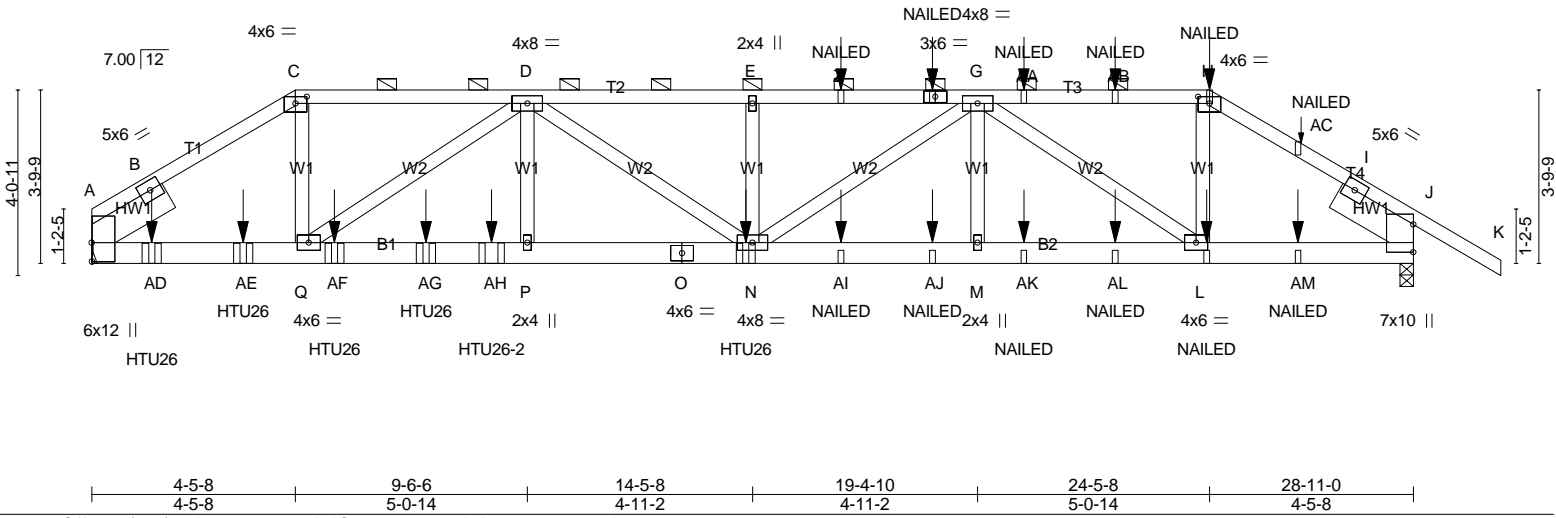 NAILED 4x8 =
4x6 =
NAILED
7.00 12
4x8 =
2x4 ||
NAILED
3x6 =
NAILED
NAILED
4x6 =
C
D
E
G
T2
T3
NAILED
AC
5x6
5x6
B
T1
I
T4
A
HW1
W1
W2
W1
W2
W1
W2
W1
W2
W1
HW1
J
K
4-0-11
3-9-9
1-2-5
1-2-5
3-9-9
B1
B2
AD
AE
AF
AG
AH
O
AI
AJ
AK
AL
AM
Q
P
N
M
L
HTU26
HTU26
4x6 =
NAILED
NAILED
NAILED
NAILED
6x12 ||
4x6 =
2x4 ||
4x8 =
2x4 ||
4x6 =
7x10 ||
HTU26
HTU26
HTU26-2
HTU26
NAILED
NAILED
4-5-8
9-6-6
14-5-8
19-4-10
24-5-8
28-11-0
4-5-8
5-0-14
4-11-2
4-11-2
5-0-14
4-5-8